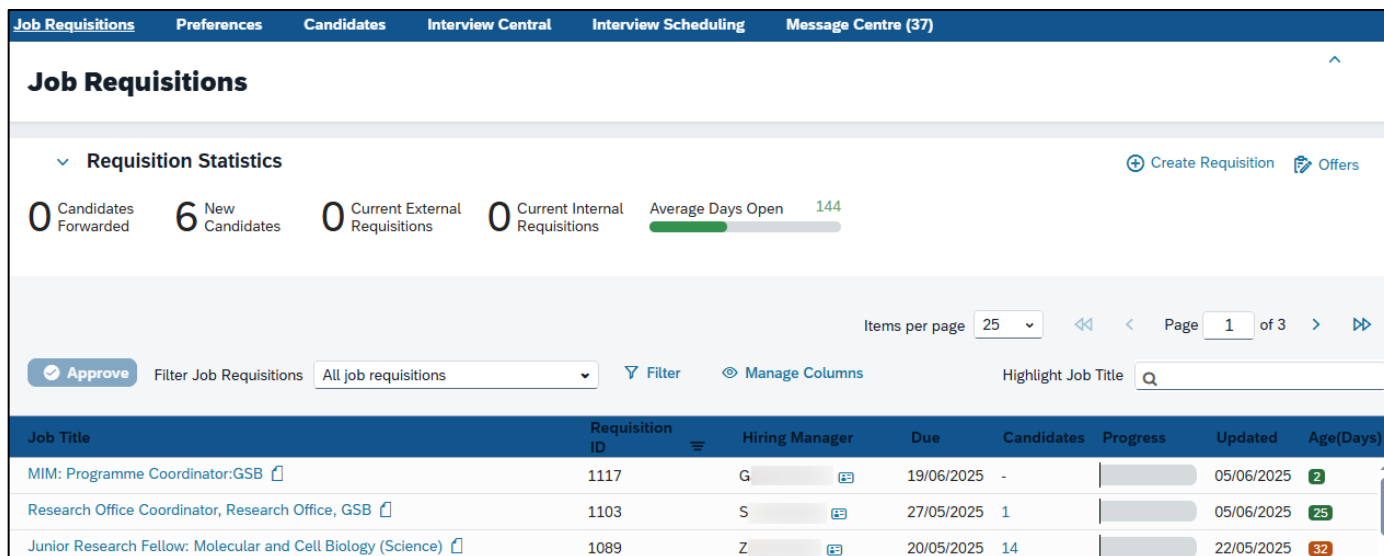 Job Requisitions Preferences Candidates Interview Central Interview Scheduling Message Centre (37)
Job Requisitions
Requisition Statistics
Create Requisition Offers
0 Candidates Forwarded 6 New Candidates 0 Current External Requisitions 0 Current Internal Requisitions Average Days Open 144
Items per page 25 Page 1 of 3
Approve Filter Job Requisitions All job requisitions Filter Manage Columns Highlight Job Title
Job Title Requisition ID Hiring Manager Due Candidates Progress Updated Age(Days)
MIM: Programme Coordinator:GSB 1117 G 19/06/2025 - 05/06/2025 2
Research Office Coordinator, Research Office, GSB 1103 S 27/05/2025 1 05/06/2025 25
Junior Research Fellow: Molecular and Cell Biology (Science) 1089 Z 20/05/2025 14 22/05/2025 32